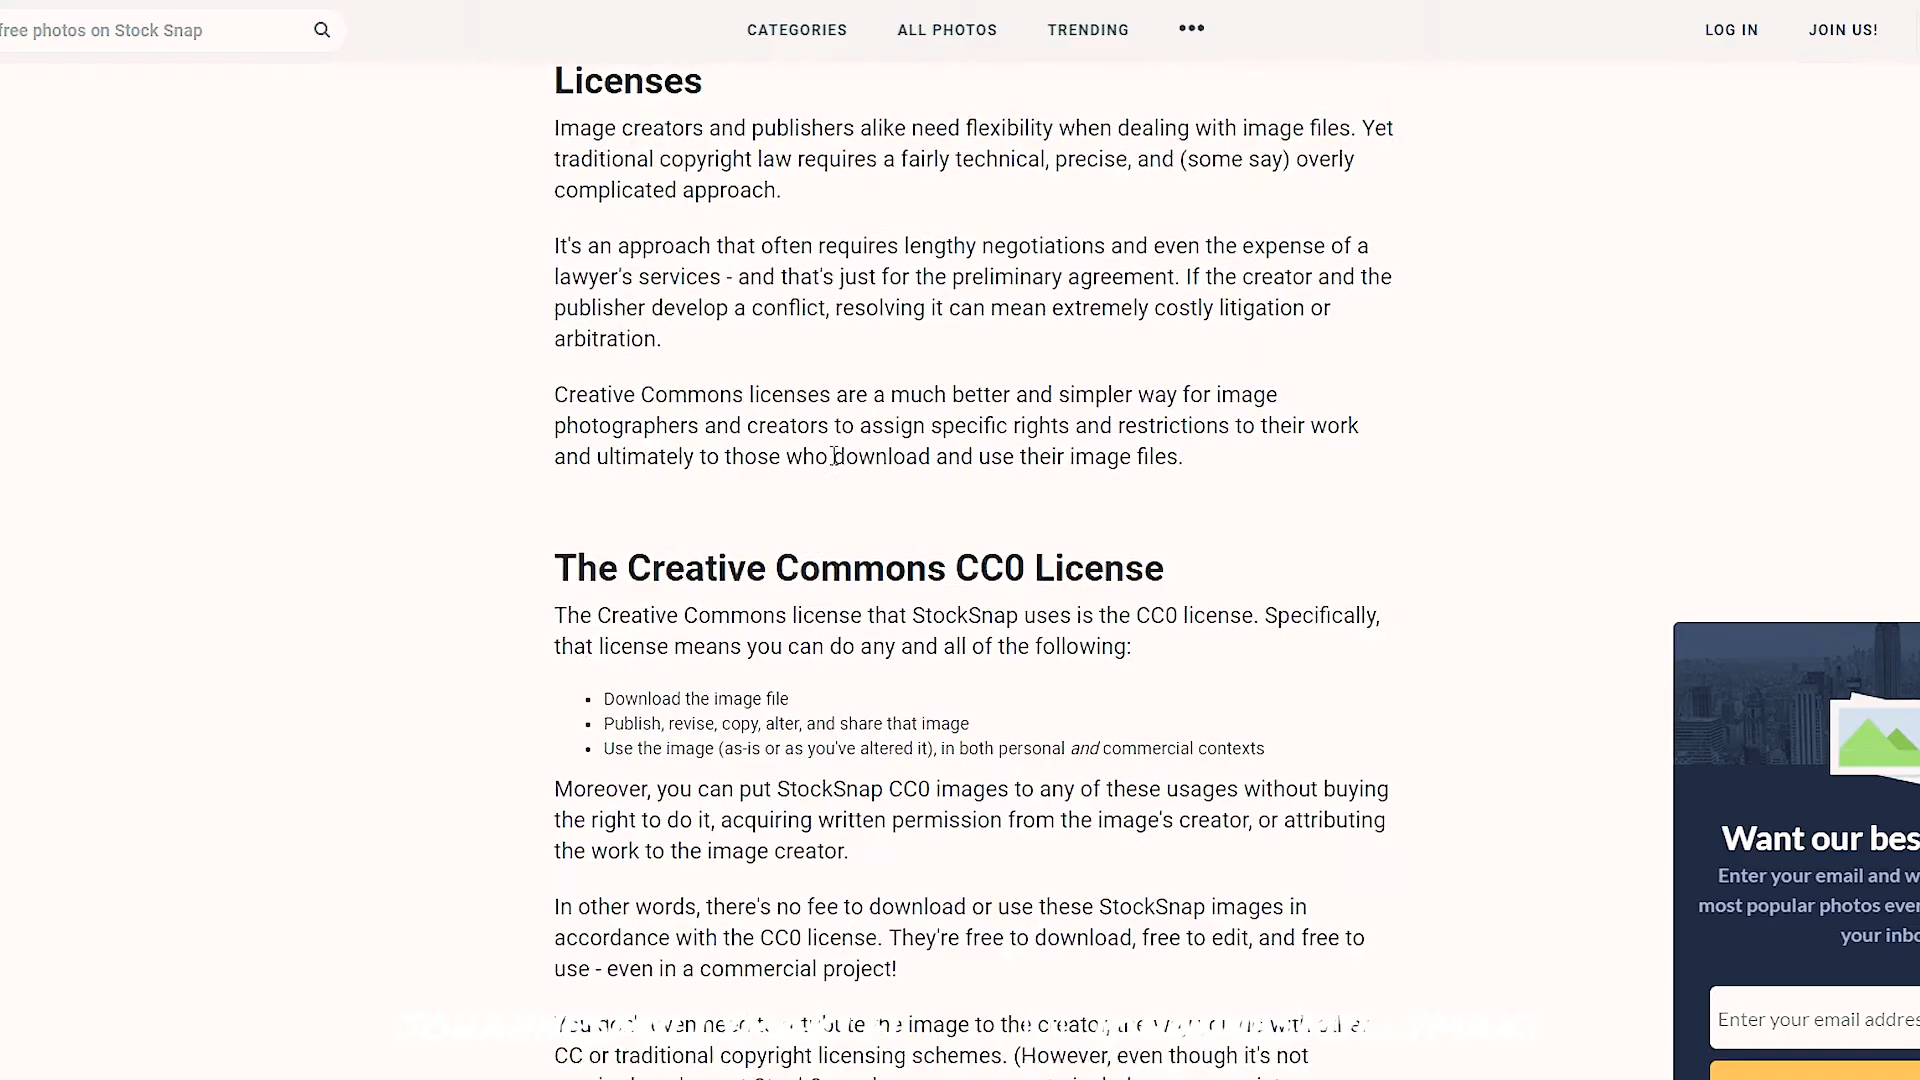 free photos on Stock Snap
CATEGORIES
ALL PHOTOS
TRENDING
LOG IN
JOIN US!
Licenses
Image creators and publishers alike need flexibility when dealing with image files. Yet
traditional copyright law requires a fairly technical, precise, and (some say) overly
complicated approach.
It's an approach that often requires lengthy negotiations and even the expense of a
lawyer's services - and that's just for the preliminary agreement. If the creator and the
publisher develop a conflict, resolving it can mean extremely costly litigation or
arbitration.
Creative Commons licenses are a much better and simpler way for image
photographers and creators to assign specific rights and restrictions to their work
and ultimately to those who download and use their image files.
The Creative Commons CC0 License
The Creative Commons license that StockSnap uses is the CC0 license. Specifically,
that license means you can do any and all of the following:
• Download the image file
• Publish, revise, copy, alter, and share that image
• Use the image (as-is or as you've altered it), in both personal and commercial contexts
Moreover, you can put StockSnap CC0 images to any of these usages without buying
the right to do it, acquiring written permission from the image's creator, or attributing
the work to the image creator.
In other words, there's no fee to download or use these StockSnap images in
accordance with the CC0 license. They're free to download, free to edit, and free to
use - even in a commercial project!
image to the
CC or traditional copyright licensing schemes. (However, even though it's not
Want our bes
Enter your email and w
most popular photos ever
your inbo
Enter your email addres